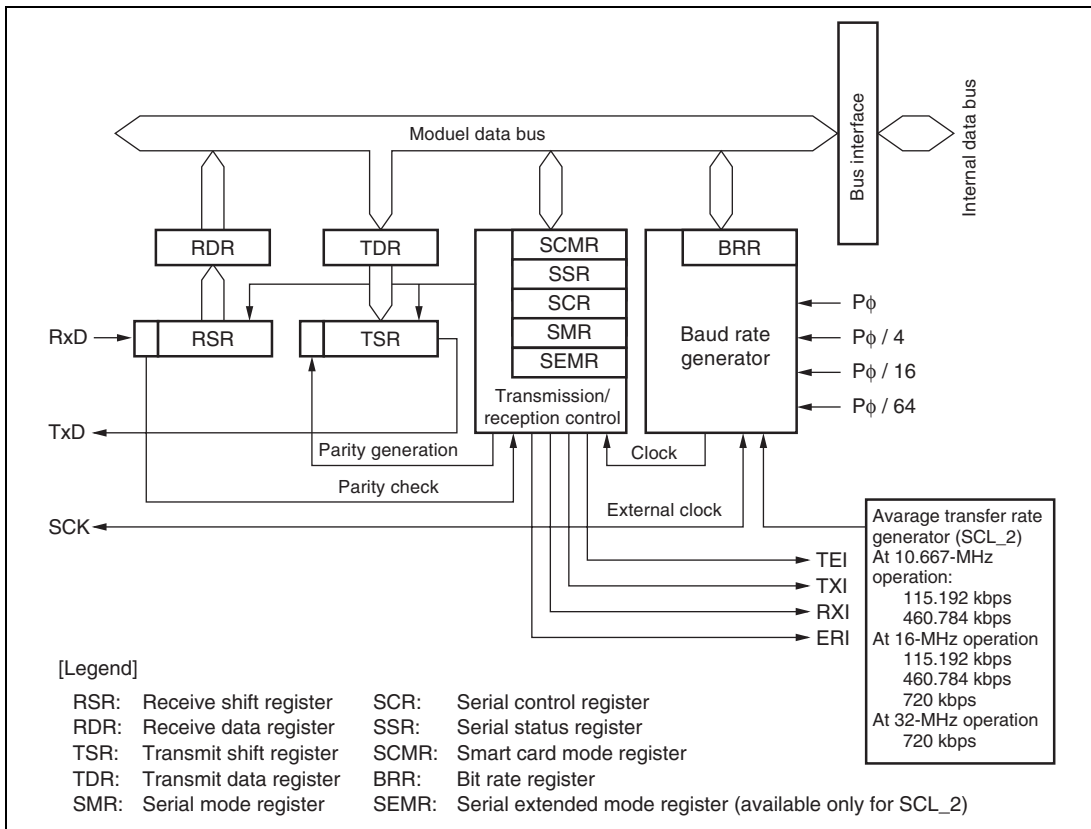 Moduel data bus
Bus interface
Internal data bus
RDR
TDR
SCMR
SSR
SCR
SMR
SEMR
Transmission/
reception control
BRR
Baud rate
generator
Pϕ
Pϕ / 4
Pϕ / 16
Pϕ / 64
RxD
RSR
TSR
TxD
Parity generation
Parity check
Clock
SCK
External clock
Avarage transfer rate
generator (SCL_2)
At 10.667-MHz
operation:
115.192 kbps
460.784 kbps
At 16-MHz operation
115.192 kbps
460.784 kbps
720 kbps
At 32-MHz operation
720 kbps
TEI
TXI
RXI
ERI
[Legend]
RSR: Receive shift register
RDR: Receive data register
TSR: Transmit shift register
TDR: Transmit data register
SMR: Serial mode register
SCR: Serial control register
SSR: Serial status register
SCMR: Smart card mode register
BRR: Bit rate register
SEMR: Serial extended mode register (available only for SCL_2)